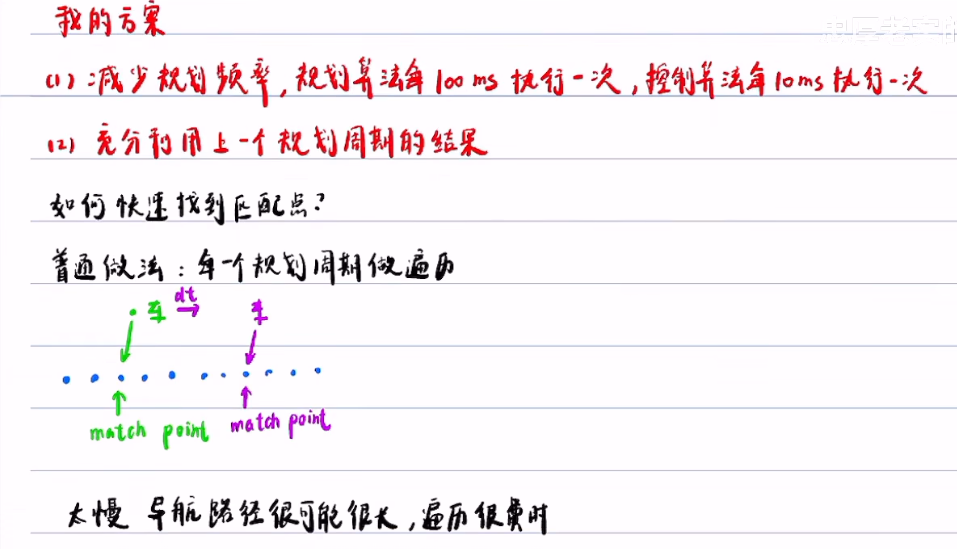 我的方案
(1) 减少规划频率,规划算法每100ms执行一次,控制算法每10ms执行一次
(2) 充分利用上一个规划周期的结果
如何快速找到匹配点?
普通做法:每一个规划周期做遍历
车 dt 车
match point match point
太慢 导航路径很可能很长,遍历很费时